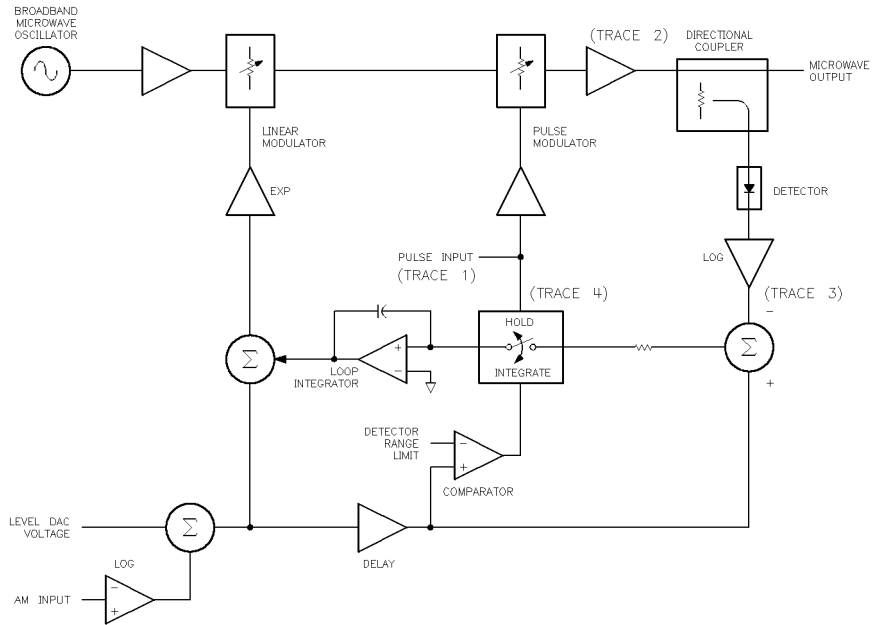 BROADBAND
MICROWAVE
OSCILLATOR
(TRACE 2)
DIRECTIONAL
COUPLER
MICROWAVE
OUTPUT
LINEAR
MODULATOR
PULSE
MODULATOR
EXP
DETECTOR
LOG
PULSE INPUT
(TRACE 1)
(TRACE 4)
(TRACE 3)
-
HOLD
INTEGRATE
Σ
+
-
LOOP
INTEGRATOR
Σ
+
DETECTOR
RANGE
LIMIT
-
+
COMPARATOR
LEVEL DAC
VOLTAGE
Σ
DELAY
LOG
AM INPUT
-
+